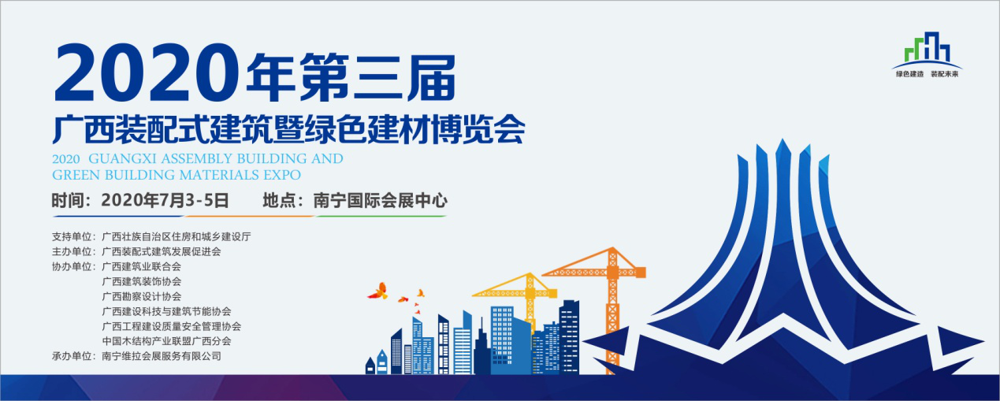 2020年第三届
广西装配式建筑暨绿色建材博览会
2020 GUANGXI ASSEMBLY BUILDING AND
GREEN BUILDING MATERIALS EXPO
时间：2020年7月3-5日 地点：南宁国际会展中心
支持单位：广西壮族自治区住房和城乡建设厅
主办单位：广西装配式建筑发展促进会
协办单位：广西建筑业联合会
广西建筑装饰协会
广西勘察设计协会
广西建设科技与建筑节能协会
广西工程建设质量安全管理协会
中国木结构产业联盟广西分会
承办单位：南宁维拉会展服务有限公司
绿色建造 装配未来